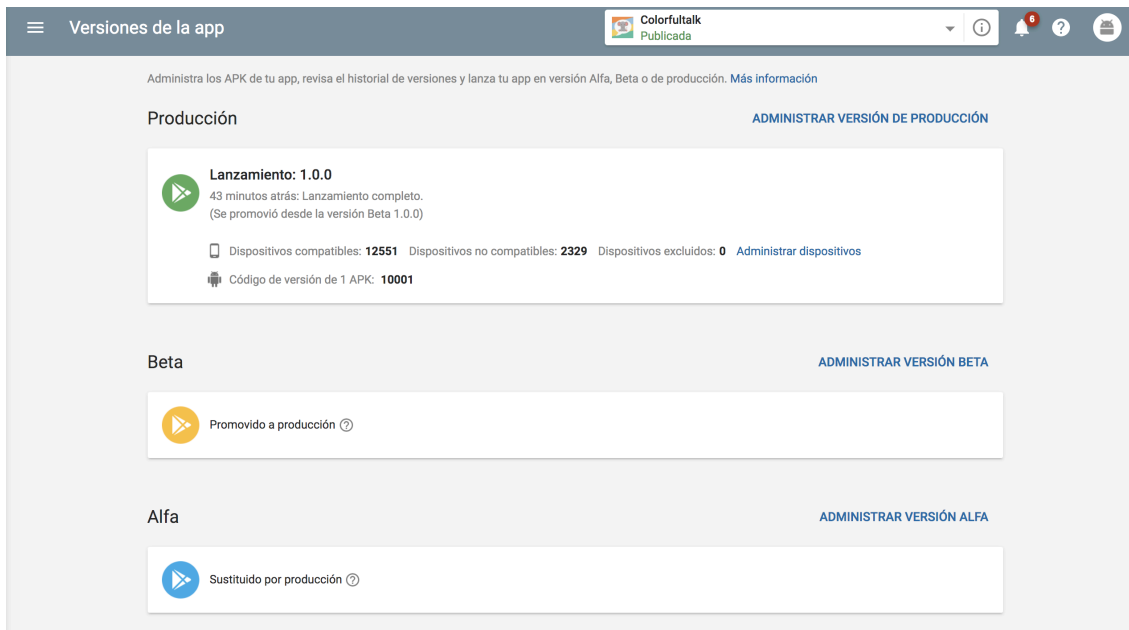 Versiones de la app
Colorfultalk
Publicada
6
Administra los APK de tu app, revisa el historial de versiones y lanza tu app en versión Alfa, Beta o de producción. Más información
Producción
ADMINISTRAR VERSIÓN DE PRODUCCIÓN
Lanzamiento: 1.0.0
43 minutos atrás: Lanzamiento completo.
(Se promovió desde la versión Beta 1.0.0)
Dispositivos compatibles: 12551 Dispositivos no compatibles: 2329 Dispositivos excluidos: 0 Administrar dispositivos
Código de versión de 1 APK: 10001
Beta
ADMINISTRAR VERSIÓN BETA
Promovido a producción
Alfa
ADMINISTRAR VERSIÓN ALFA
Sustituido por producción